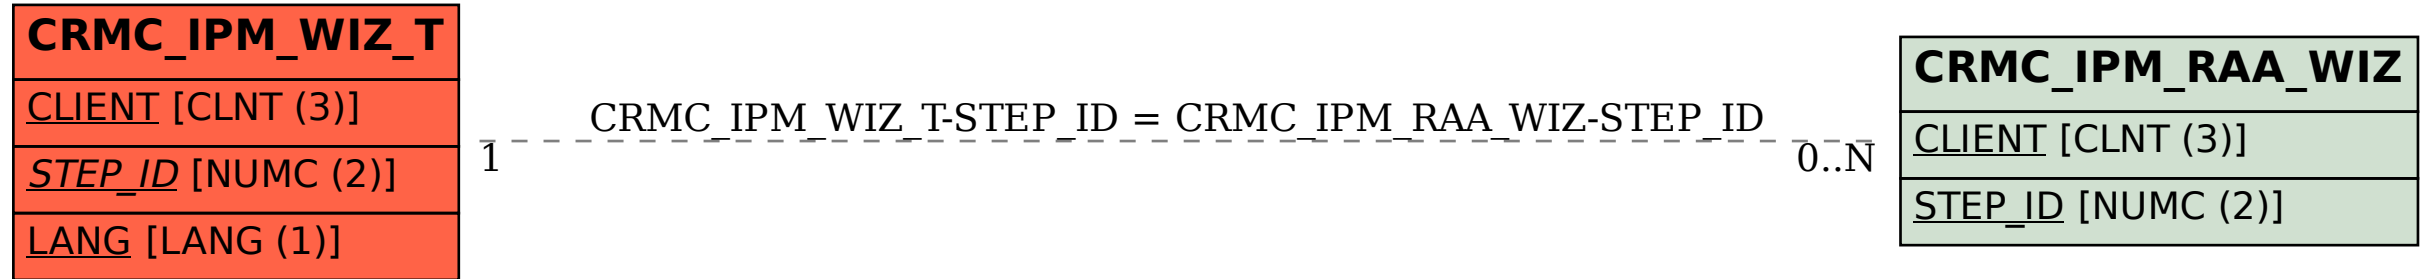 CRMC_IPM_WIZ_T
CLIENT [CLNT (3)]
STEP_ID [NUMC (2)]
LANG [LANG (1)]
CRMC_IPM_WIZ_T-STEP_ID = CRMC_IPM_RAA_WIZ-STEP_ID
1
0..N
CRMC_IPM_RAA_WIZ
CLIENT [CLNT (3)]
STEP_ID [NUMC (2)]